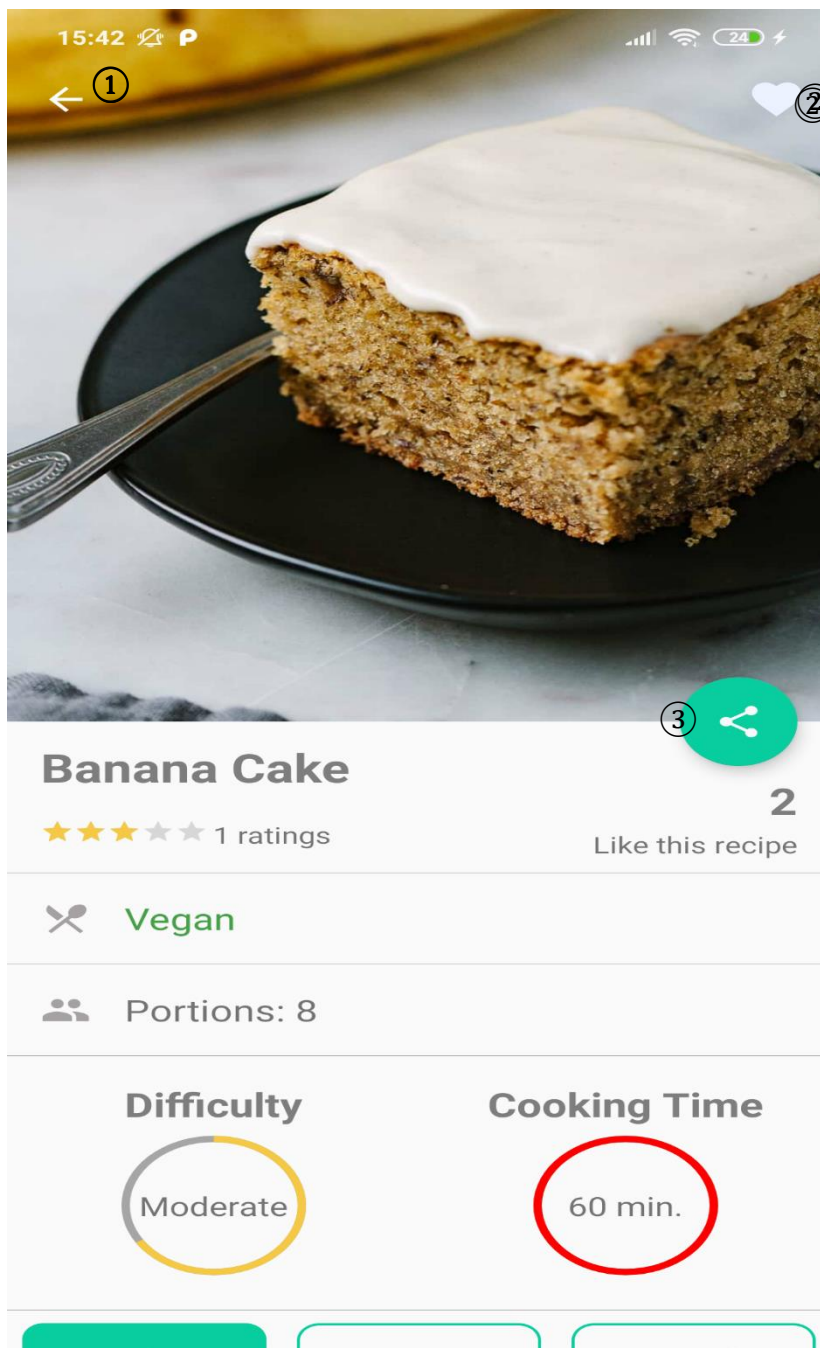 15:42 24
①
②
③
Banana Cake
2
1 ratings
Like this recipe
Vegan
Portions: 8
Difficulty Cooking Time
Moderate 60 min.